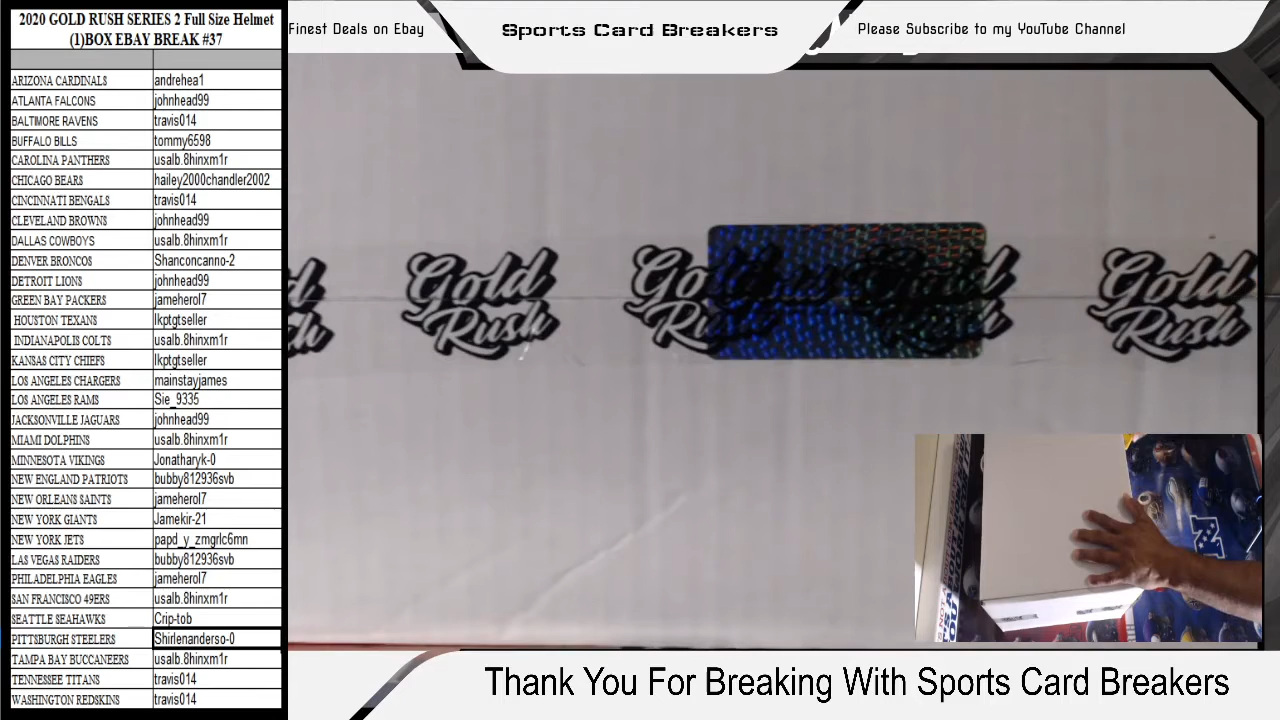 2020 GOLD RUSH SERIES 2 Full Size Helmet
(1)BOX EBAY BREAK #37
ARIZONA CARDINALS andrehea1
ATLANTA FALCONS johnhead99
BALTIMORE RAVENS travis014
BUFFALO BILLS tommy6598
CAROLINA PANTHERS usalb.8hinxm1r
CHICAGO BEARS hailey2000chandler2002
CINCINNATI BENGALS travis014
CLEVELAND BROWNS johnhead99
DALLAS COWBOYS usalb.8hinxm1r
DENVER BRONCOS Shanconcanno-2
DETROIT LIONS johnhead99
GREEN BAY PACKERS jameherol7
HOUSTON TEXANS lkptgtseller
INDIANAPOLIS COLTS usalb.8hinxm1r
KANSAS CITY CHIEFS lkptgtseller
LOS ANGELES CHARGERS mainstayjames
LOS ANGELES RAMS Sie_9335
JACKSONVILLE JAGUARS johnhead99
MIAMI DOLPHINS usalb.8hinxm1r
MINNESOTA VIKINGS Jonatharyk-0
NEW ENGLAND PATRIOTS bubby812936svb
NEW ORLEANS SAINTS jameherol7
NEW YORK GIANTS Jamekir-21
NEW YORK JETS papd_y_zmgrlc6mn
LAS VEGAS RAIDERS bubby812936svb
PHILADELPHIA EAGLES jameherol7
SAN FRANCISCO 49ERS usalb.8hinxm1r
SEATTLE SEAHAWKS Crip-tob
PITTSBURGH STEELERS Shirlenanderso-0
TAMPA BAY BUCCANEERS usalb.8hinxm1r
TENNESSEE TITANS travis014
WASHINGTON REDSKINS travis014
Finest Deals on Ebay
Sports Card Breakers
Please Subscribe to my YouTube Channel
Gold Rush
Gold Rush
Gold Rush
Thank You For Breaking With Sports Card Breakers